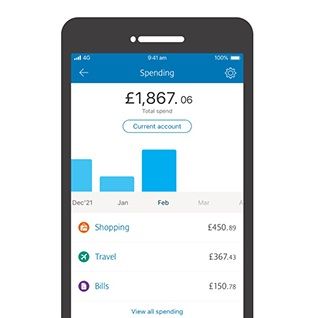 4G 9:41 am 100%
Spending
£1,867.06
Total spend
Current account
Dec'21 Jan Feb Mar A
Shopping £450.89
Travel £367.43
Bills £150.78
View all spending